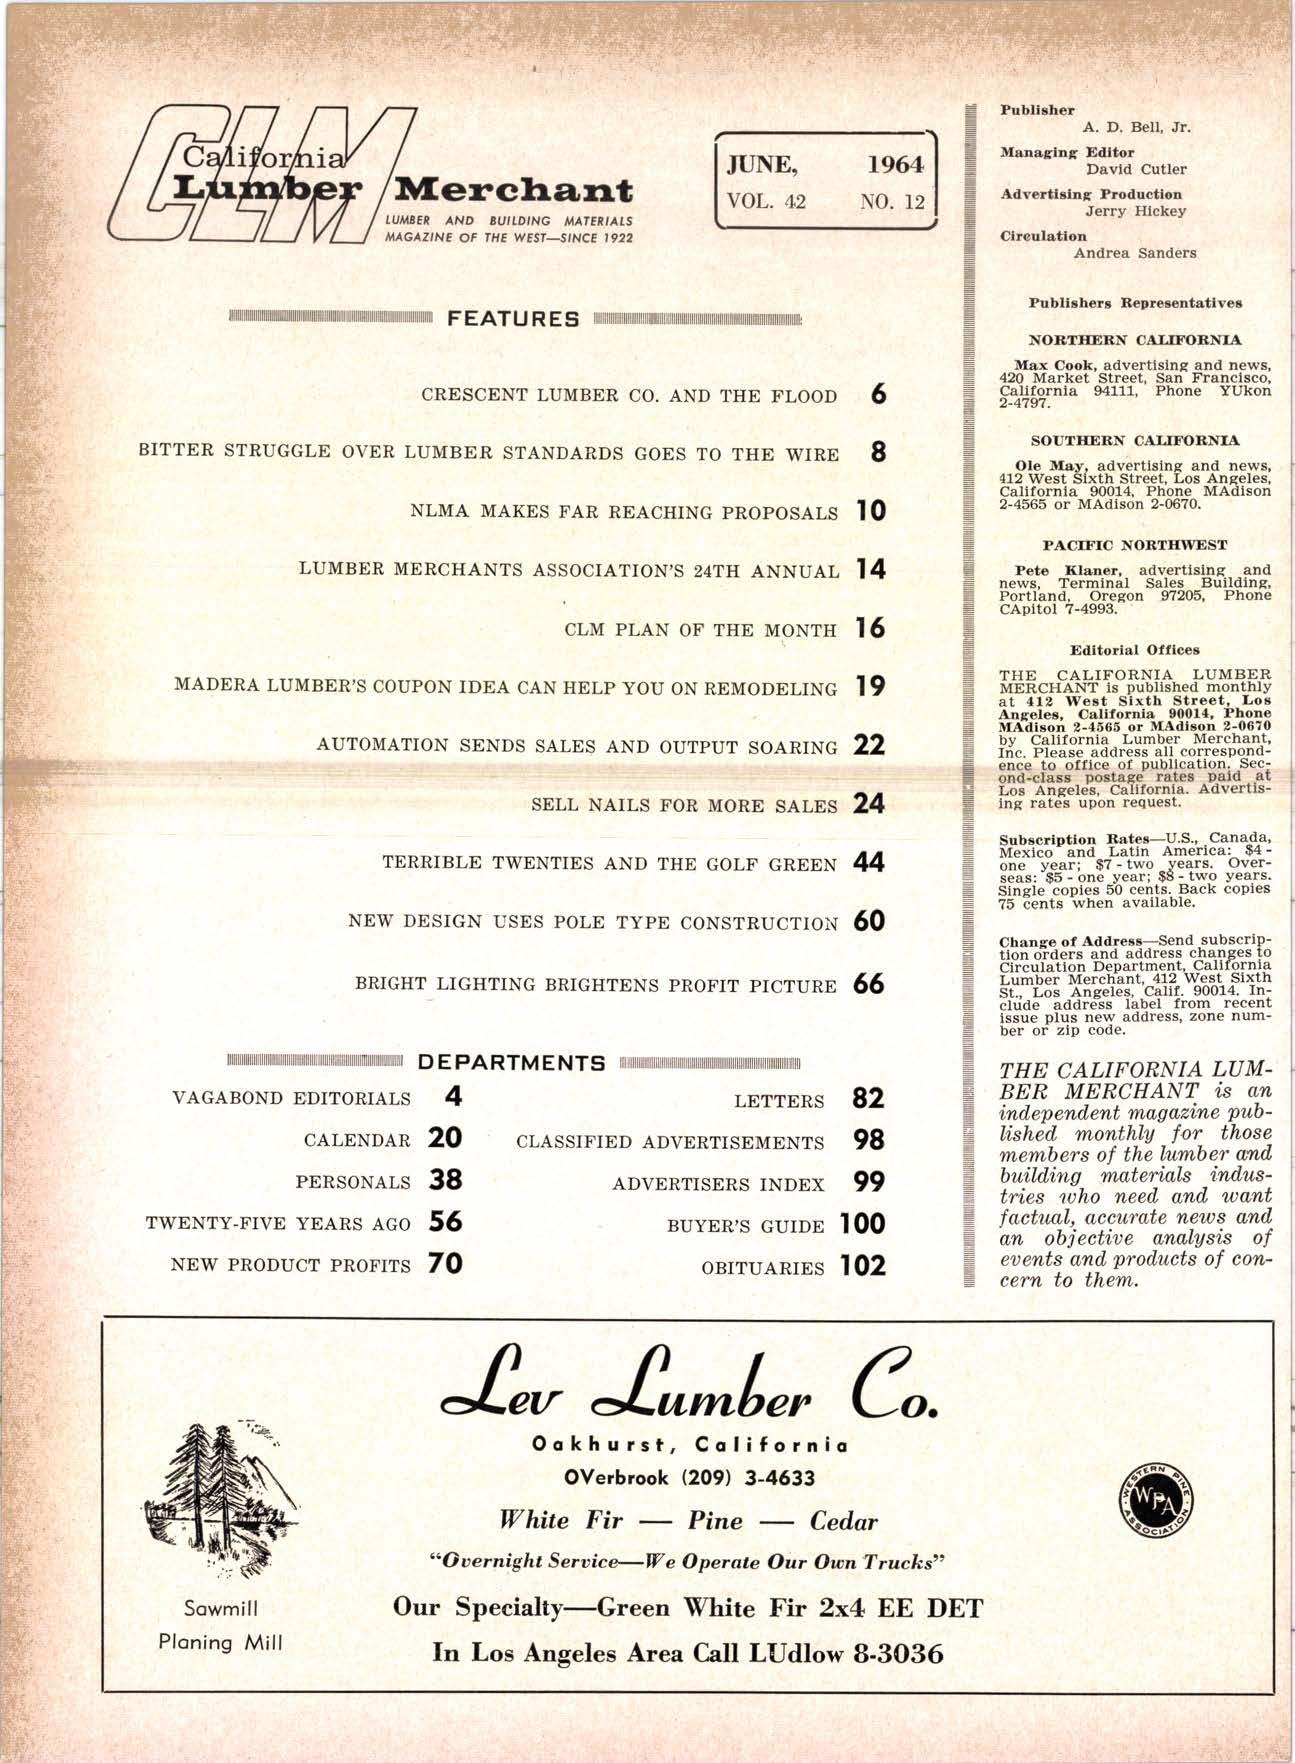 CLM
California
Lumber Merchant
LUMBER AND BUILDING MATERIALS
MAGAZINE OF THE WEST—SINCE 1922
JUNE, 1964
VOL. 42 NO. 12
FEATURES
CRESCENT LUMBER CO. AND THE FLOOD 6
BITTER STRUGGLE OVER LUMBER STANDARDS GOES TO THE WIRE 8
NLMA MAKES FAR REACHING PROPOSALS 10
LUMBER MERCHANTS ASSOCIATION'S 24TH ANNUAL 14
CLM PLAN OF THE MONTH 16
MADERA LUMBER'S COUPON IDEA CAN HELP YOU ON REMODELING 19
AUTOMATION SENDS SALES AND OUTPUT SOARING 22
SELL NAILS FOR MORE SALES 24
TERRIBLE TWENTIES AND THE GOLF GREEN 44
NEW DESIGN USES POLE TYPE CONSTRUCTION 60
BRIGHT LIGHTING BRIGHTENS PROFIT PICTURE 66
DEPARTMENTS
VAGABOND EDITORIALS 4
CALENDAR 20
PERSONALS 38
TWENTY-FIVE YEARS AGO 56
NEW PRODUCT PROFITS 70
LETTERS 82
CLASSIFIED ADVERTISEMENTS 98
ADVERTISERS INDEX 99
BUYER'S GUIDE 100
OBITUARIES 102
Publisher
A. D. Bell, Jr.
Managing Editor
David Cutler
Advertising Production
Jerry Hickey
Circulation
Andrea Sanders
Publishers Representatives
NORTHERN CALIFORNIA
Max Cook, advertising and news,
420 Market Street, San Francisco,
California 94111, Phone YUkon
2-4797.
SOUTHERN CALIFORNIA
Ole May, advertising and news,
412 West Sixth Street, Los Angeles,
California 90014, Phone MAdison
2-4565 or MAdison 2-0670.
PACIFIC NORTHWEST
Pete Klaner, advertising and
news, Terminal Sales Building,
Portland, Oregon 97205, Phone
CApitol 7-4993.
Editorial Offices
THE CALIFORNIA LUMBER
MERCHANT is published monthly
at 412 West Sixth Street, Los
Angeles, California 90014, Phone
MAdison 2-4565 or MAdison 2-0670
by California Lumber Merchant,
Inc. Please address all correspond-
ence to office of publication. Sec-
ond-class postage rates paid at
Los Angeles, California. Advertis-
ing rates upon request.
Subscription Rates—U.S., Canada,
Mexico and Latin America: $4 -
one year; $7 - two years. Over-
seas: $5 - one year; $8 - two years.
Single copies 50 cents. Back copies
75 cents when available.
Change of Address—Send subscrip-
tion orders and address changes to
Circulation Department, California
Lumber Merchant, 412 West Sixth
St., Los Angeles, Calif. 90014. In-
clude address label from recent
issue plus new address, zone num-
ber or zip code.
THE CALIFORNIA LUM-
BER MERCHANT is an
independent magazine pub-
lished monthly for those
members of the lumber and
building materials indus-
tries who need and want
factual, accurate news and
an objective analysis of
events and products of con-
cern to them.
Lev Lumber Co.
Oakhurst, California
OVerbrook (209) 3-4633
White Fir — Pine — Cedar
"Overnight Service—We Operate Our Own Trucks"
Our Specialty—Green White Fir 2x4 EE DET
In Los Angeles Area Call LUdlow 8-3036
Sawmill
Planing Mill
WESTERN PINE
WPA
ASSOCIATION